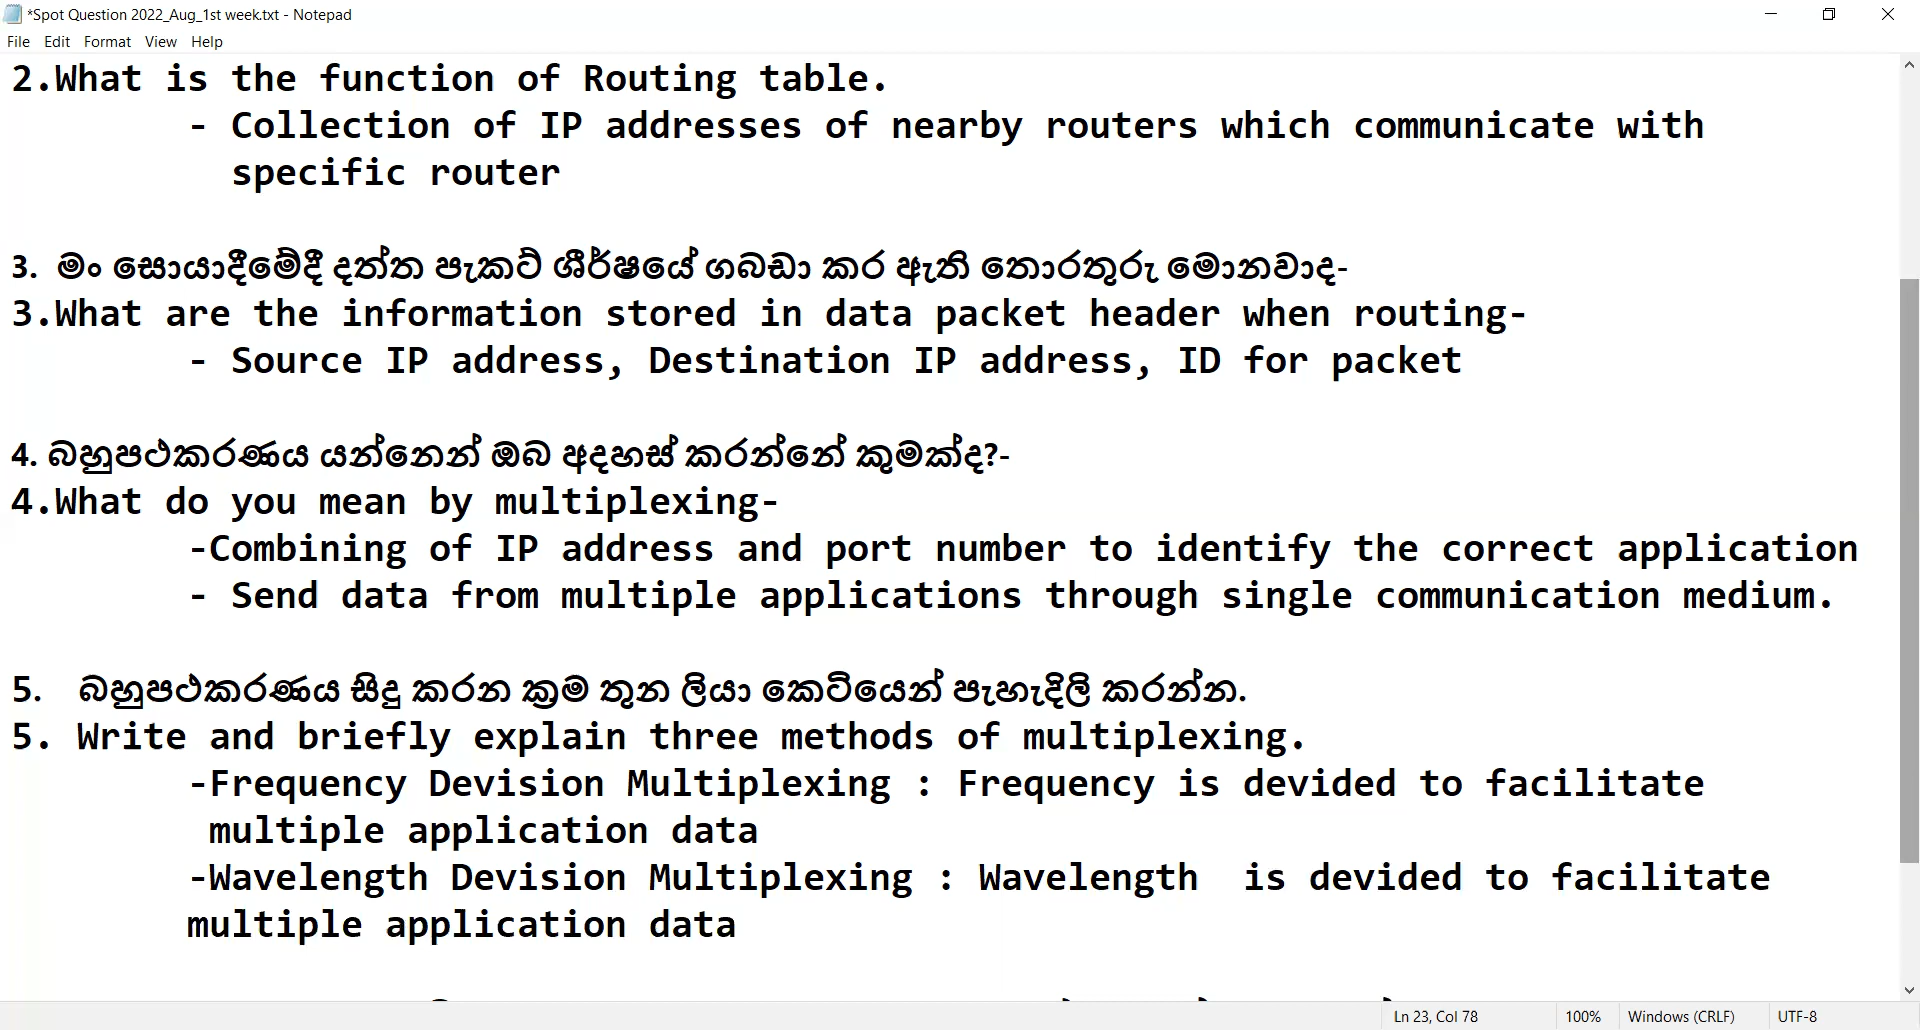 *Spot Question 2022_Aug_1st week.txt - Notepad
File Edit Format View Help
2.What is the function of Routing table.
- Collection of IP addresses of nearby routers which communicate with
specific router
3. මං සොයාදීමේදී දත්ත පැකට් ශීර්ෂයේ ගබඩා කර ඇති තොරතුරු මොනවාද-
3.What are the information stored in data packet header when routing-
- Source IP address, Destination IP address, ID for packet
4. බහුපථකරණය යන්නෙන් ඔබ අදහස් කරන්නේ කුමක්ද?-
4.What do you mean by multiplexing-
-Combining of IP address and port number to identify the correct application
- Send data from multiple applications through single communication medium.
5. බහුපථකරණය සිදු කරන ක්‍රම තුන ලියා කෙටියෙන් පැහැදිලි කරන්න.
5. Write and briefly explain three methods of multiplexing.
-Frequency Devision Multiplexing : Frequency is devided to facilitate
multiple application data
-Wavelength Devision Multiplexing : Wavelength is devided to facilitate
multiple application data
Ln 23, Col 78 100% Windows (CRLF) UTF-8